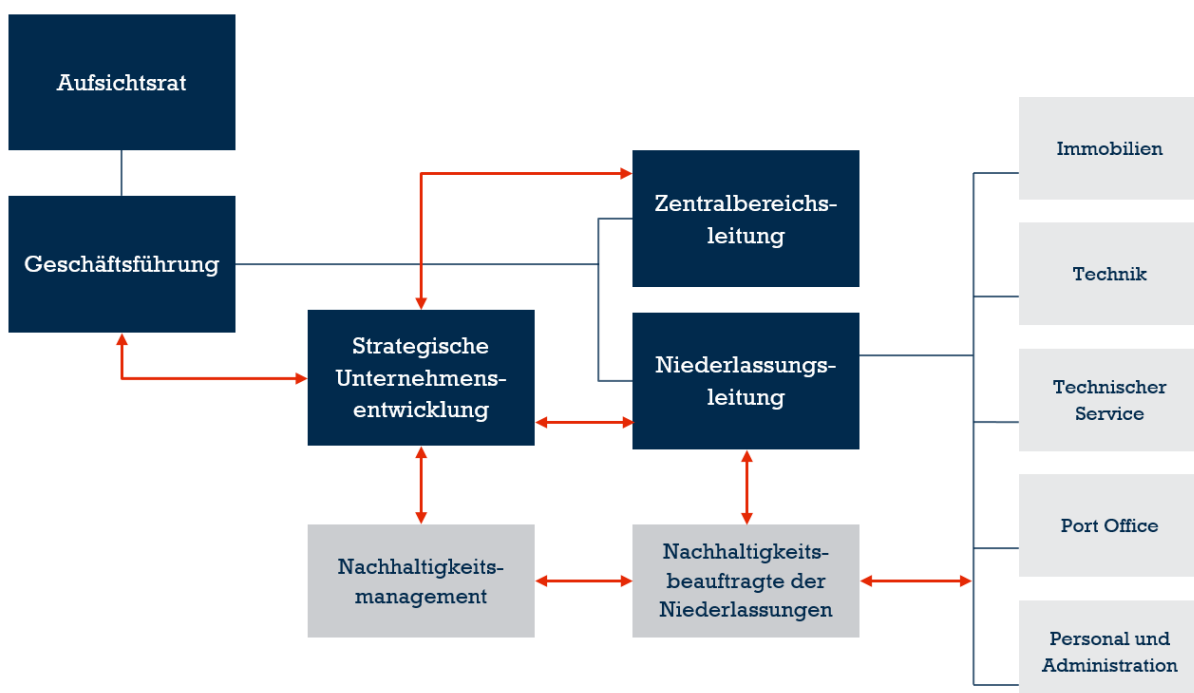 Aufsichtsrat
Geschäftsführung
Strategische
Unternehmens-
entwicklung
Zentralbereichs-
leitung
Niederlassungs-
leitung
Nachhaltigkeits-
management
Nachhaltigkeits-
beauftragte der
Niederlassungen
Immobilien
Technik
Technischer
Service
Port Office
Personal und
Administration